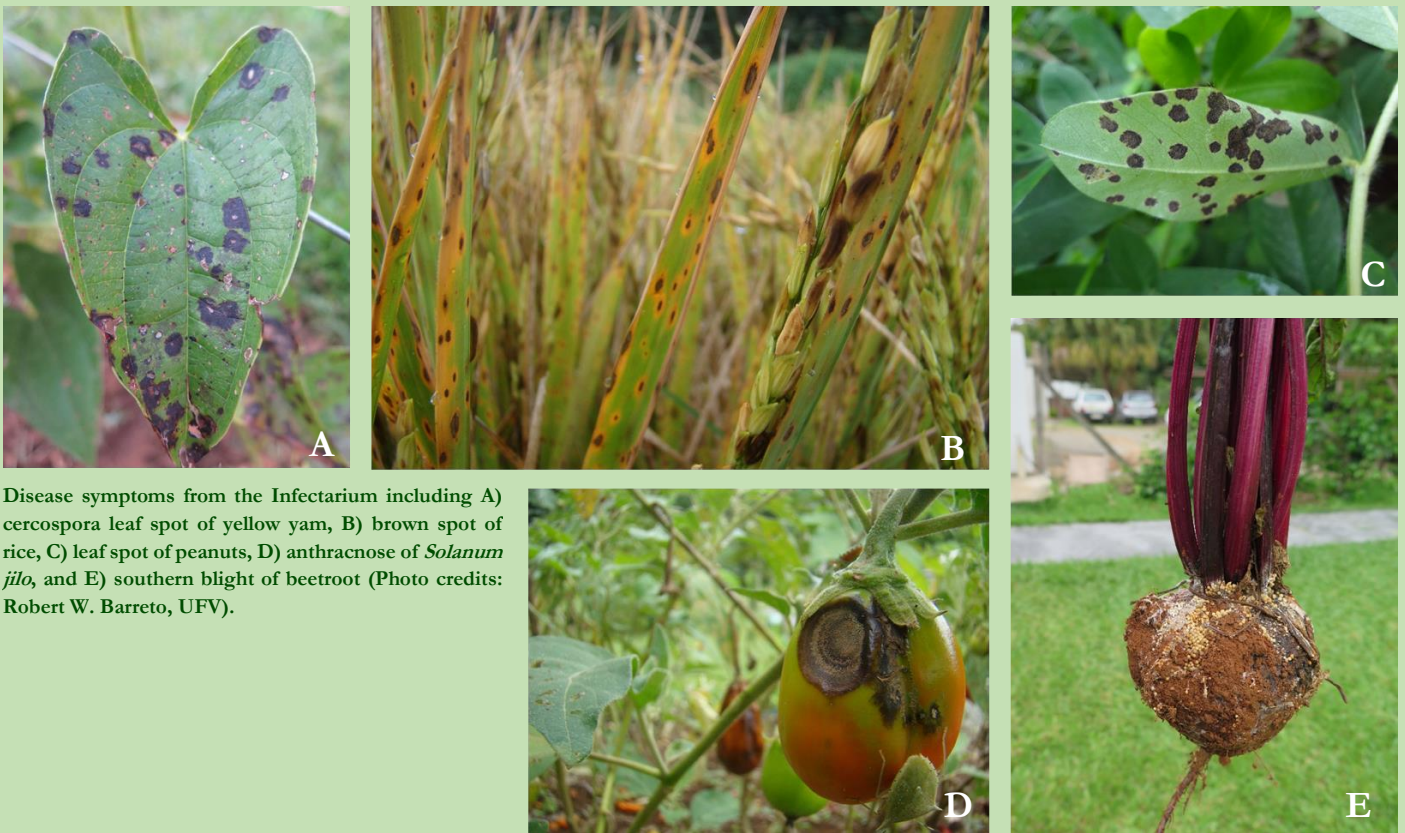 A
B
C
Disease symptoms from the Infectarium including A)
cercospora leaf spot of yellow yam, B) brown spot of
rice, C) leaf spot of peanuts, D) anthracnose of Solanum
jilo, and E) southern blight of beetroot (Photo credits:
Robert W. Barreto, UFV).
D
E